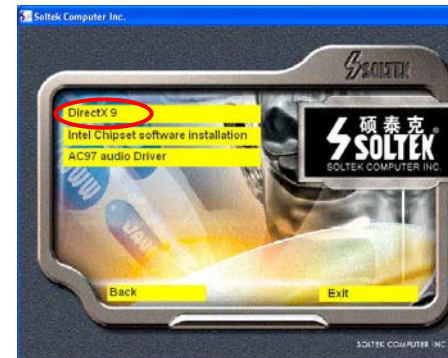 Soltek Computer Inc.
SOLTEK
DirectX 9
Intel Chipset software installation
AC97 audio Driver
硕泰克
SOLTEK
SOLTEK COMPUTER INC.
Back
Exit
SOLTEK COMPUTER INC